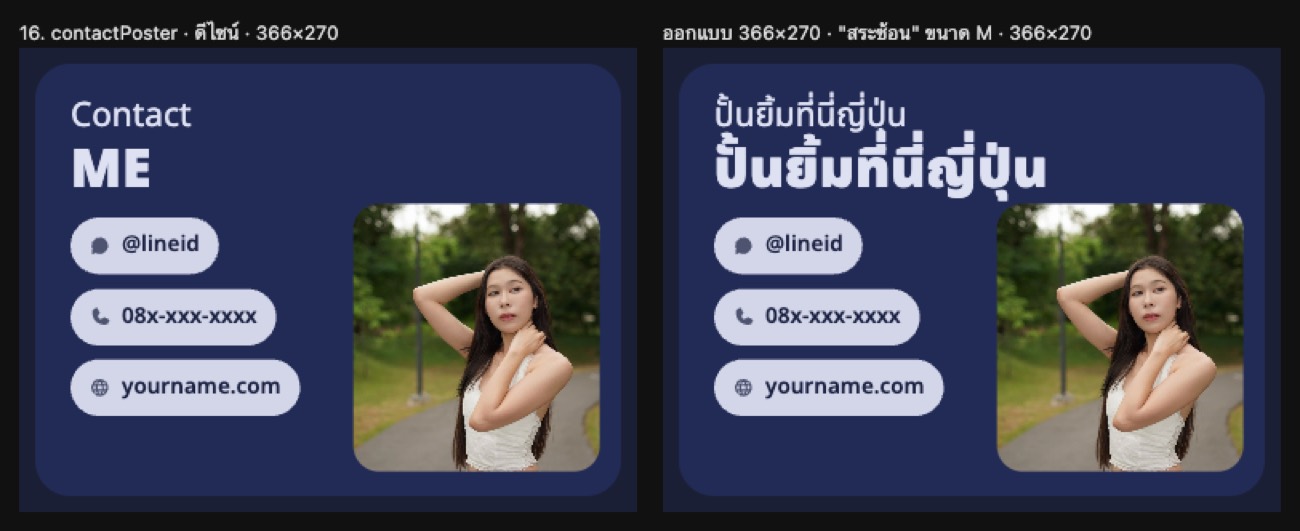 16. contactPoster · ดีไซน์ · 366×270
Contact
ME
@lineid
08x-xxx-xxxx
yourname.com
ออกแบบ 366×270 · "สระซ้อน" ขนาด M · 366×270
ปั้นยิ้มที่นี่ญี่ปุ่น
ปั้นยิ้มที่นี่ญี่ปุ่น
@lineid
08x-xxx-xxxx
yourname.com